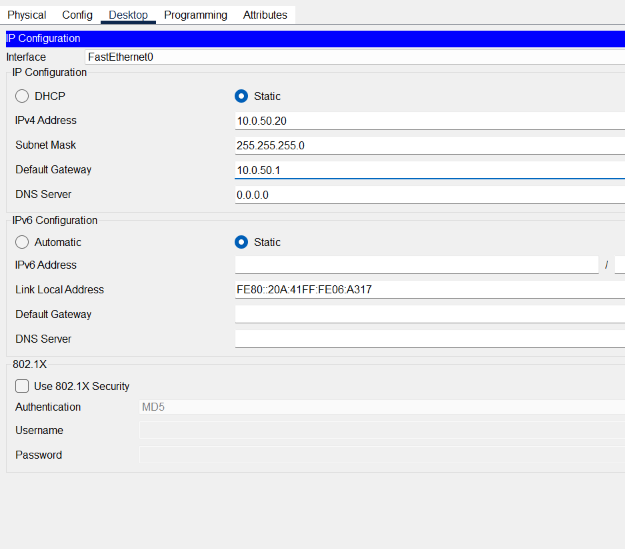 Physical Config Desktop Programming Attributes
IP Configuration
Interface FastEthernet0
IP Configuration
DHCP Static
IPv4 Address 10.0.50.20
Subnet Mask 255.255.255.0
Default Gateway 10.0.50.1
DNS Server 0.0.0.0
IPv6 Configuration
Automatic Static
IPv6 Address /
Link Local Address FE80::20A:41FF:FE06:A317
Default Gateway
DNS Server
802.1X
Use 802.1X Security
Authentication MD5
Username
Password